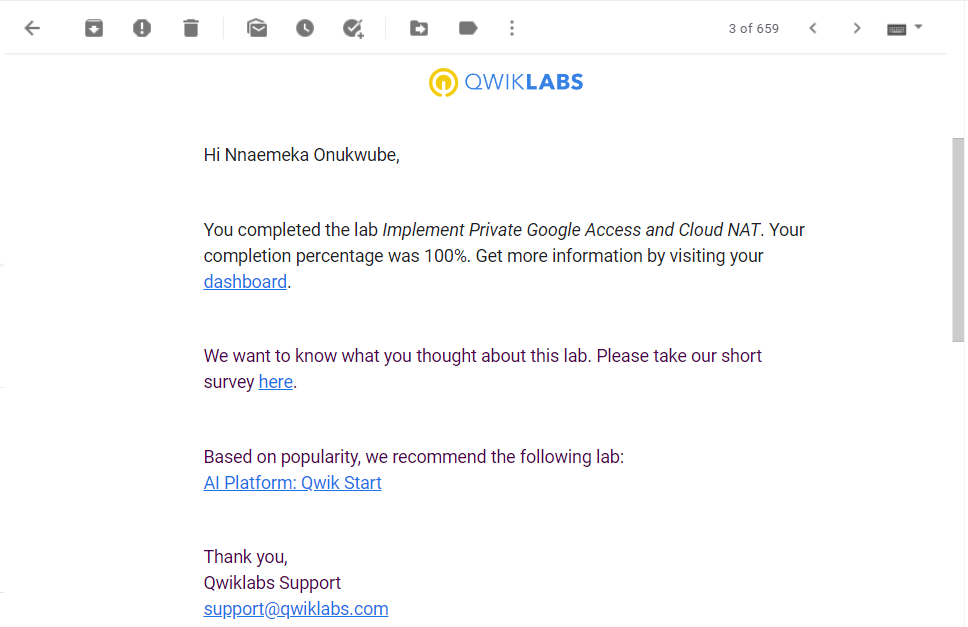 3 of 659
QWIKLABS
Hi Nnaemeka Onukwube,
You completed the lab Implement Private Google Access and Cloud NAT. Your
completion percentage was 100%. Get more information by visiting your
dashboard.
We want to know what you thought about this lab. Please take our short
survey here.
Based on popularity, we recommend the following lab:
AI Platform: Qwik Start
Thank you,
Qwiklabs Support
support@qwiklabs.com